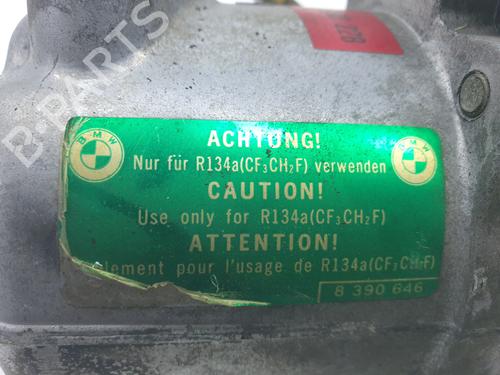 B-PARTS
BMW
BMW
ACHTUNG!
Nur für R134a(CF₃CH₂F) verwenden
CAUTION!
Use only for R134a(CF₃CH₂F)
ATTENTION!
lement pour l'usage de R134a(CF₃CH₂F)
8 390 646